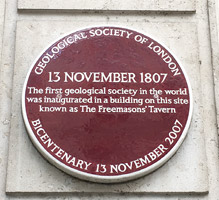 GEOLOGICAL SOCIETY OF LONDON
13 NOVEMBER 1807
The first geological society in the world
was inaugurated in a building on this site
known as The Freemasons' Tavern
BICENTENARY 13 NOVEMBER 2007